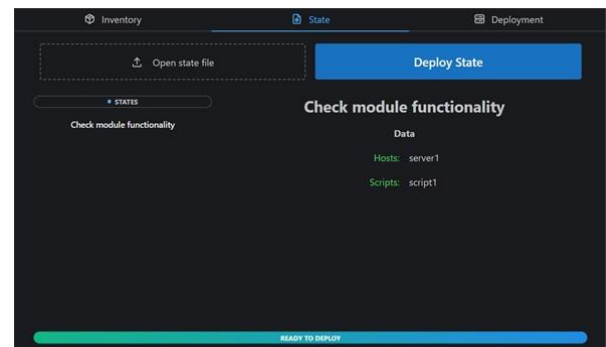 Inventory
State
Deployment
Open state file
Deploy State
STATES
Check module functionality
Check module functionality
Data
Hosts: server1
Scripts: script1
READY TO DEPLOY